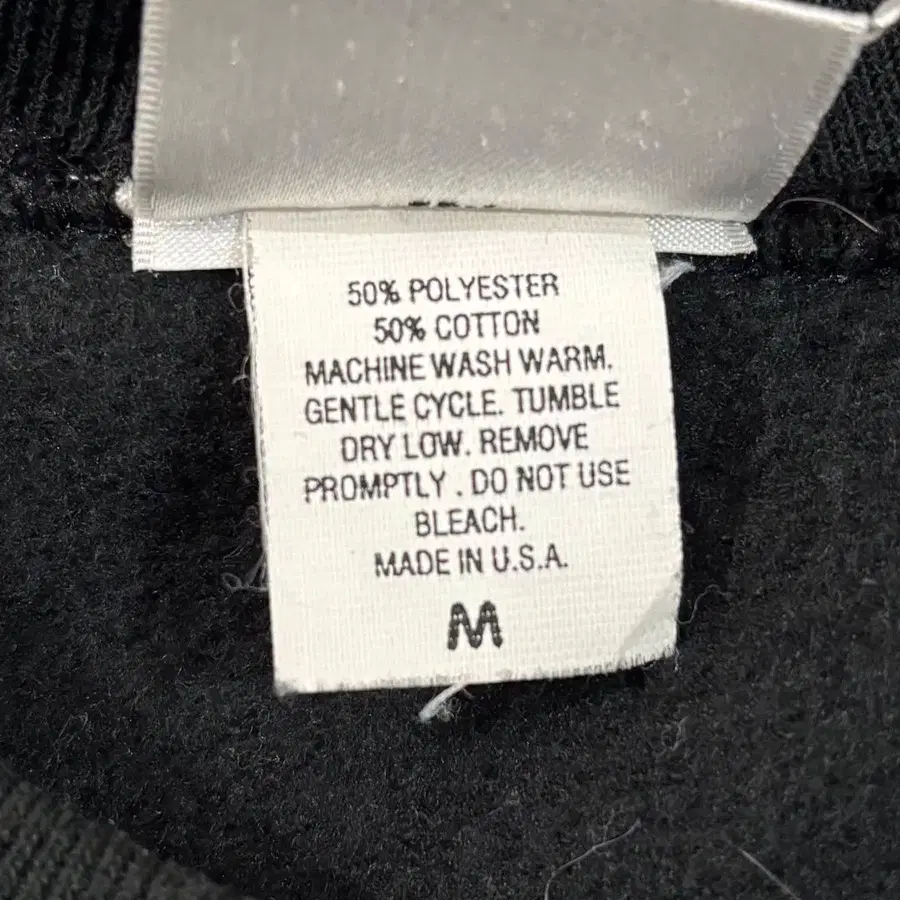 50% POLYESTER
50% COTTON
MACHINE WASH WARM.
GENTLE CYCLE. TUMBLE
DRY LOW. REMOVE
PROMPTLY . DO NOT USE
BLEACH.
MADE IN U.S.A.
M